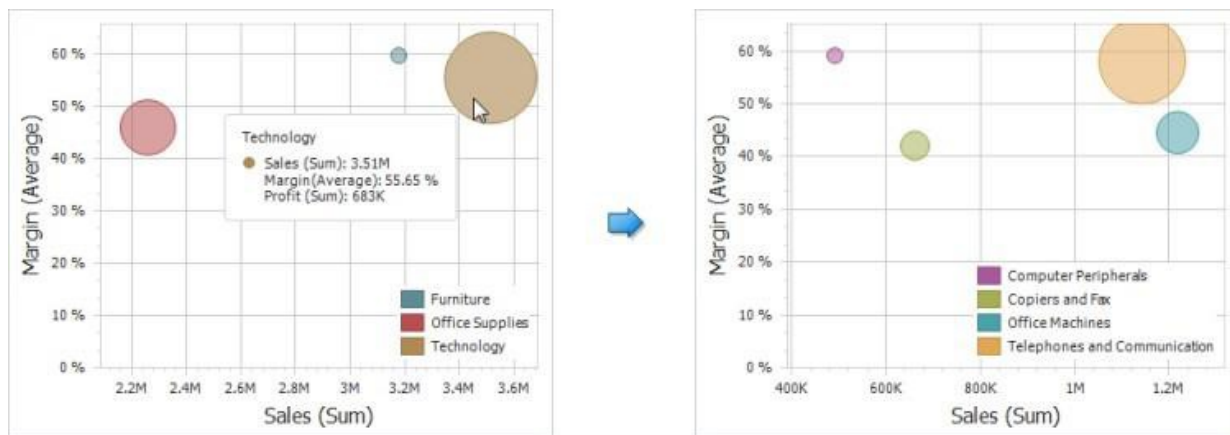 Margin (Average)
60 %
50 %
40 %
30 %
20 %
10 %
0 %
Technology
Sales (Sum): 3.51M
Margin(Average): 55.65 %
Profit (Sum): 683K
Furniture
Office Supplies
Technology
2.2M 2.4M 2.6M 2.8M 3M 3.2M 3.4M 3.6M
Sales (Sum)
Margin (Average)
60 %
50 %
40 %
30 %
20 %
10 %
0 %
Computer Peripherals
Copiers and Fax
Office Machines
Telephones and Communication
400K 600K 800K 1M 1.2M
Sales (Sum)